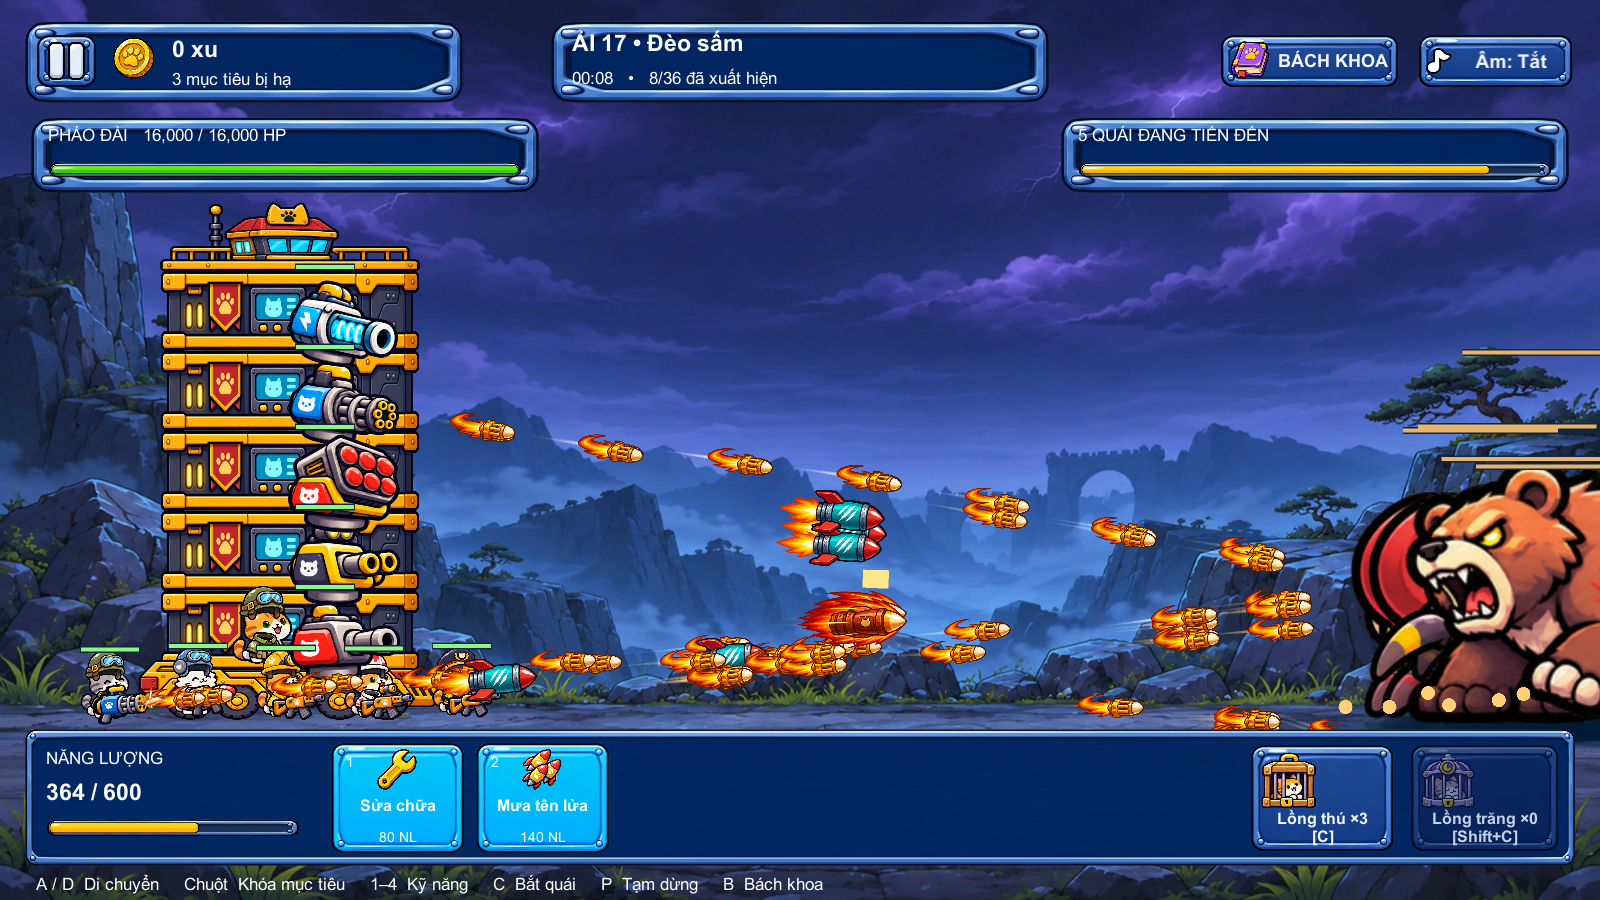 0 xu
3 mục tiêu bị hạ
ẢI 17 • Đèo sấm
00:08 • 8/36 đã xuất hiện
BÁCH KHOA
Âm: Tắt
PHÁO ĐÀI 16,000 / 16,000 HP
5 QUÁI ĐANG TIẾN ĐẾN
NĂNG LƯỢNG
364 / 600
1
Sửa chữa
80 NL
2
Mưa tên lửa
140 NL
Lồng thú ×3
[C]
Lồng trăng ×0
[Shift+C]
A / D Di chuyển Chuột Khóa mục tiêu 1–4 Kỹ năng C Bắt quái P Tạm dừng B Bách khoa